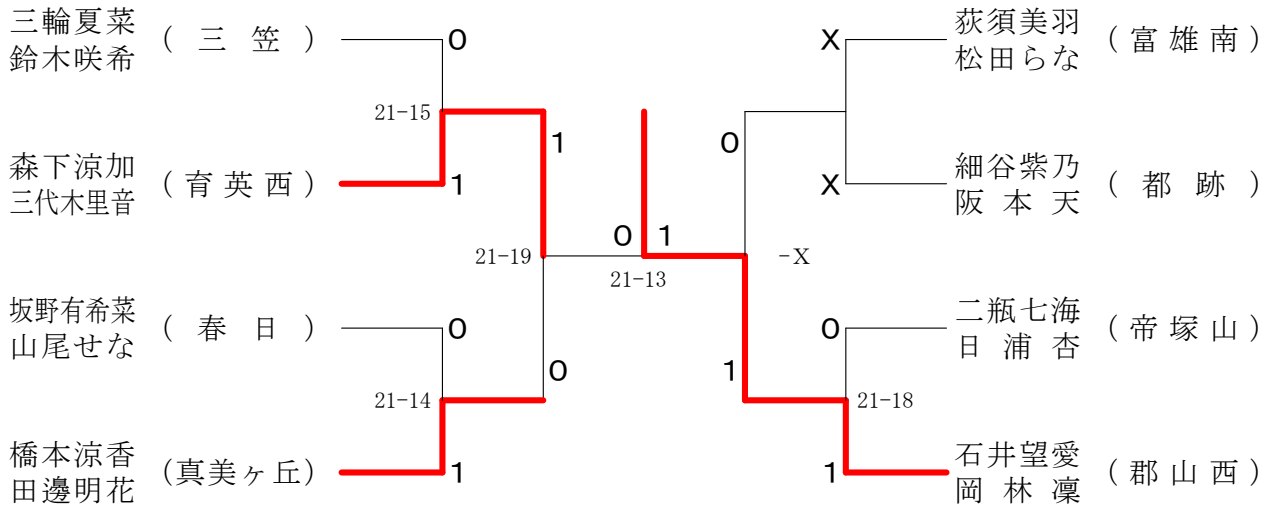 三輪夏菜
鈴木咲希
( 三 笠 )
0
21-15
森下涼加
三代木里音
( 育 英 西 )
1
1
21-19
坂野有希菜
山尾せな
( 春 日 )
0
21-14
0
橋本涼香
田邊明花
(真美ヶ丘)
1
0
1
21-13
X
荻須美羽
松田らな
( 富 雄 南 )
0
X
細谷柴乃
阪 本 天
( 都 跡 )
-X
0
二瓶七海
日 浦 杏
( 帝 塚 山 )
1
21-18
1
石井望愛
岡 林 凜
( 郡 山 西 )